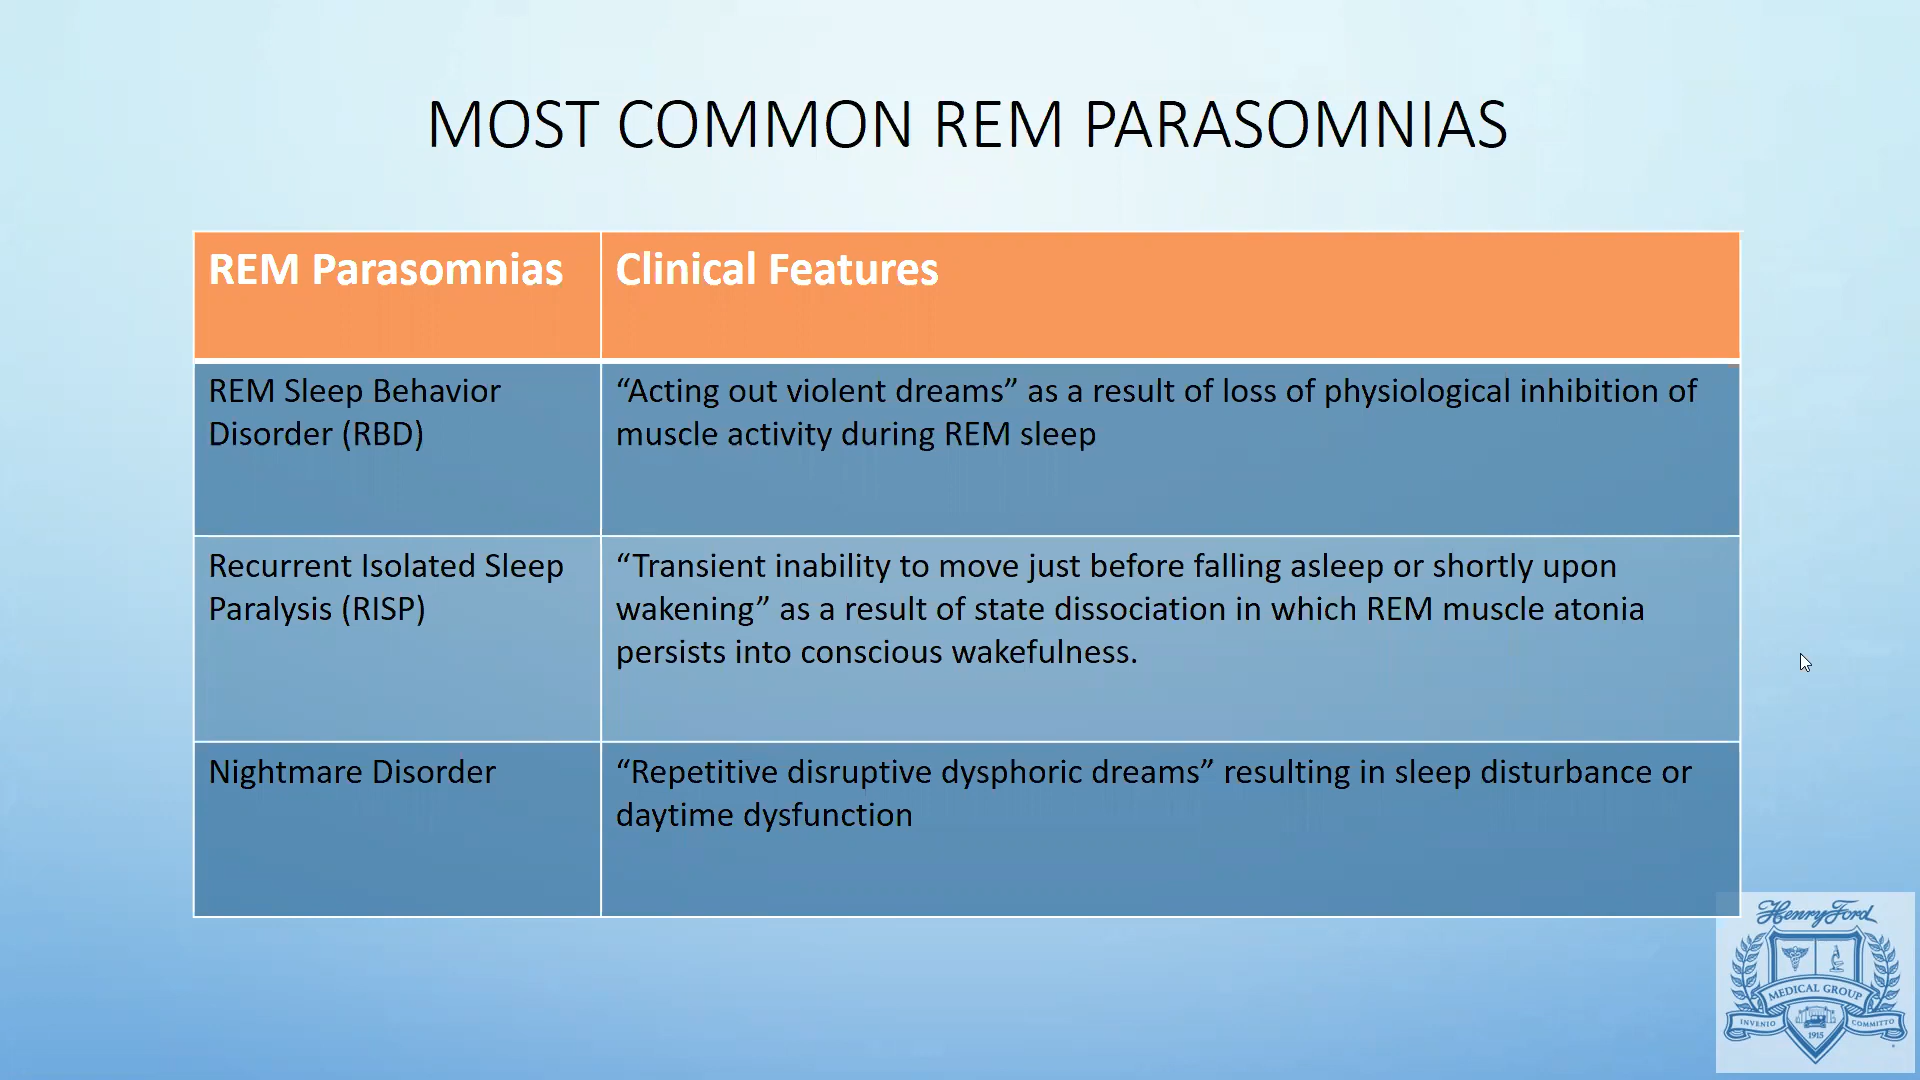 MOST COMMON REM PARASOMNIAS
REM Parasomnias
Clinical Features
REM Sleep Behavior
Disorder (RBD)
“Acting out violent dreams” as a result of loss of physiological inhibition of
muscle activity during REM sleep
Recurrent Isolated Sleep
Paralysis (RISP)
“Transient inability to move just before falling asleep or shortly upon
wakening” as a result of state dissociation in which REM muscle atonia
persists into conscious wakefulness.
Nightmare Disorder
“Repetitive disruptive dysphoric dreams” resulting in sleep disturbance or
daytime dysfunction
Henry Ford
MEDICAL GROUP
INVENIO
COMMITTO
1915